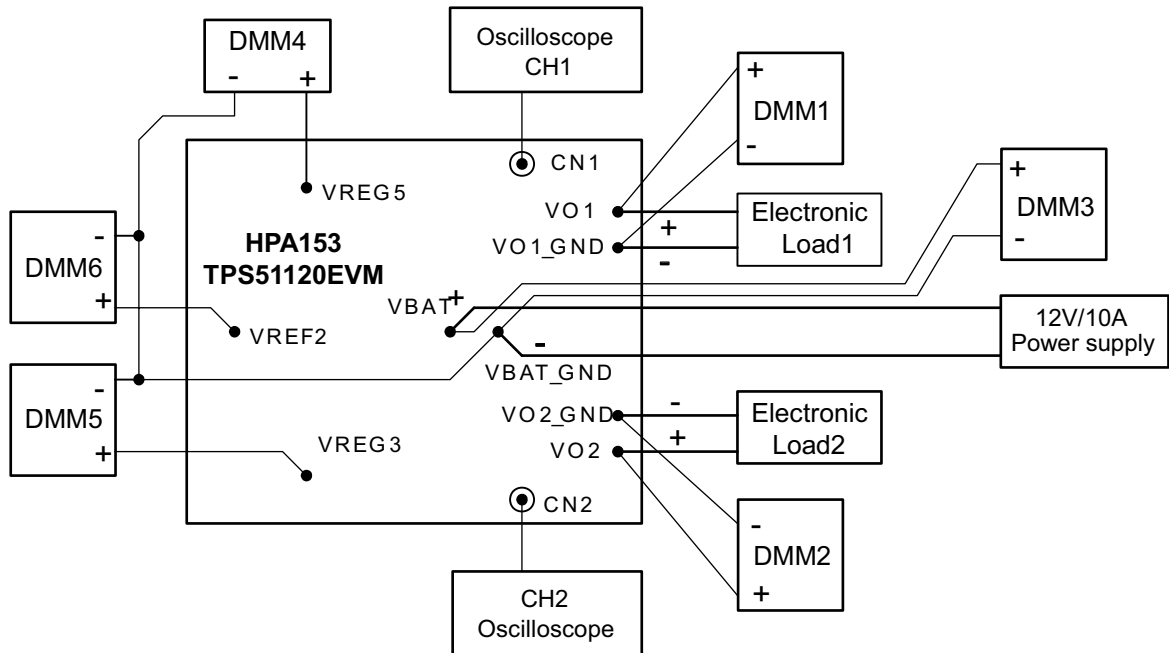 DMM4
-
+
Oscilloscope
CH1
+
DMM1
-
CN1
VREG5
+
DMM3
-
VO1
+
Electronic
Load1
VO1_GND
-
HPA153
TPS51120EVM
-
DMM6
+
VREF2
VBAT
+
-
VBAT_GND
12V/10A
Power supply
-
DMM5
+
VREG3
VO2_GND
-
Electronic
Load2
VO2
+
CN2
-
DMM2
+
CH2
Oscilloscope